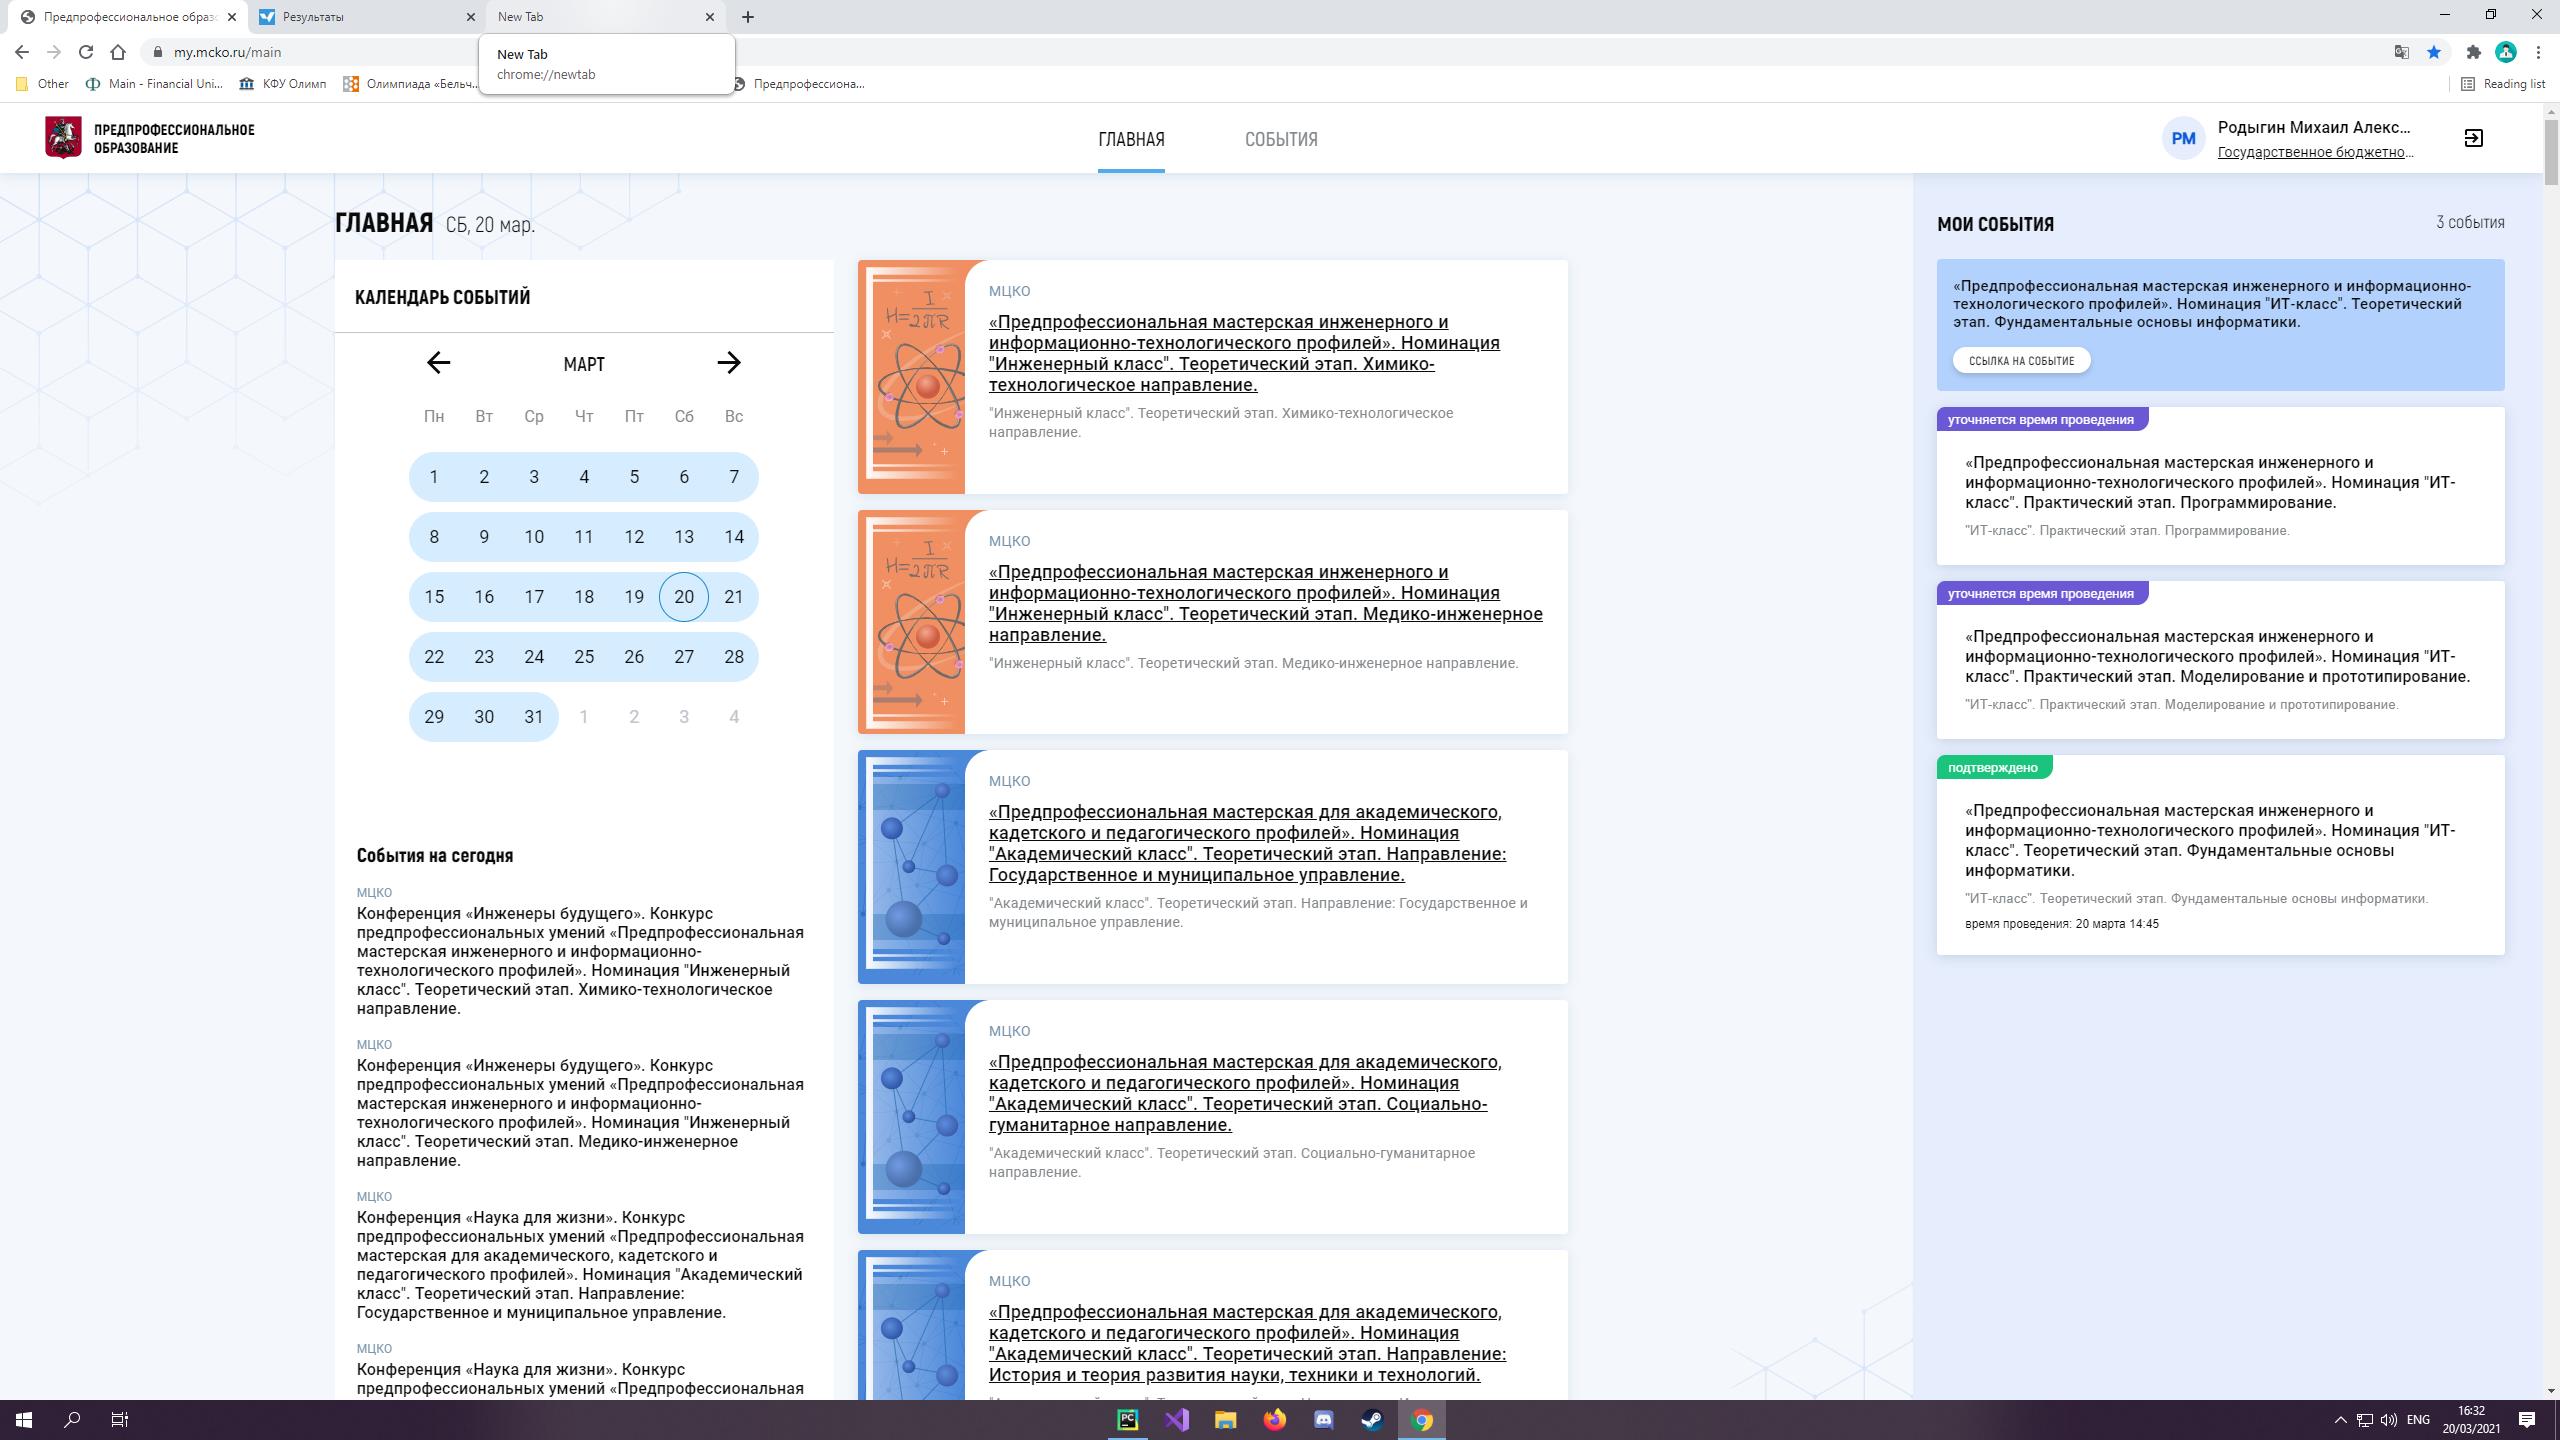 Предпрофессиональное образо
Результаты
New Tab
my.mcko.ru/main
New Tab
chrome://newtab
Other
Main - Financial Uni...
КФУ Олимп
Олимпиада «Бельч...
Предпрофессиона...
Reading list
ПРЕДПРОФЕССИОНАЛЬНОЕ
ОБРАЗОВАНИЕ
ГЛАВНАЯ
СОБЫТИЯ
РМ
Родыгин Михаил Алекс...
Государственное бюджетно...
ГЛАВНАЯ СБ, 20 мар.
КАЛЕНДАРЬ СОБЫТИЙ
МАРТ
Пн Вт Ср Чт Пт Сб Вс
1 2 3 4 5 6 7
8 9 10 11 12 13 14
15 16 17 18 19 20 21
22 23 24 25 26 27 28
29 30 31 1 2 3 4
События на сегодня
МЦКО
Конференция «Инженеры будущего». Конкурс
предпрофессиональных умений «Предпрофессиональная
мастерская инженерного и информационно-
технологического профилей». Номинация "Инженерный
класс". Теоретический этап. Химико-технологическое
направление.
МЦКО
Конференция «Инженеры будущего». Конкурс
предпрофессиональных умений «Предпрофессиональная
мастерская инженерного и информационно-
технологического профилей». Номинация "Инженерный
класс". Теоретический этап. Медико-инженерное
направление.
МЦКО
Конференция «Наука для жизни». Конкурс
предпрофессиональных умений «Предпрофессиональная
мастерская для академического, кадетского и
педагогического профилей». Номинация "Академический
класс". Теоретический этап. Направление:
Государственное и муниципальное управление.
МЦКО
Конференция «Наука для жизни». Конкурс
предпрофессиональных умений «Предпрофессиональная
I
H=
2πR
МЦКО
«Предпрофессиональная мастерская инженерного и
информационно-технологического профилей». Номинация
"Инженерный класс". Теоретический этап. Химико-
технологическое направление.
"Инженерный класс". Теоретический этап. Химико-технологическое
направление.
I
H=
2πR
МЦКО
«Предпрофессиональная мастерская инженерного и
информационно-технологического профилей». Номинация
"Инженерный класс". Теоретический этап. Медико-инженерное
направление.
"Инженерный класс". Теоретический этап. Медико-инженерное направление.
МЦКО
«Предпрофессиональная мастерская для академического,
кадетского и педагогического профилей». Номинация
"Академический класс". Теоретический этап. Направление:
Государственное и муниципальное управление.
"Академический класс". Теоретический этап. Направление: Государственное и
муниципальное управление.
МЦКО
«Предпрофессиональная мастерская для академического,
кадетского и педагогического профилей». Номинация
"Академический класс". Теоретический этап. Социально-
гуманитарное направление.
"Академический класс". Теоретический этап. Социально-гуманитарное
направление.
МЦКО
«Предпрофессиональная мастерская для академического,
кадетского и педагогического профилей». Номинация
"Академический класс". Теоретический этап. Направление:
История и теория развития науки, техники и технологий.
МОИ СОБЫТИЯ
3 события
«Предпрофессиональная мастерская инженерного и информационно-
технологического профилей». Номинация "ИТ-класс". Теоретический
этап. Фундаментальные основы информатики.
ССЫЛКА НА СОБЫТИЕ
уточняется время проведения
«Предпрофессиональная мастерская инженерного и
информационно-технологического профилей». Номинация "ИТ-
класс". Практический этап. Программирование.
"ИТ-класс". Практический этап. Программирование.
уточняется время проведения
«Предпрофессиональная мастерская инженерного и
информационно-технологического профилей». Номинация "ИТ-
класс". Практический этап. Моделирование и прототипирование.
"ИТ-класс". Практический этап. Моделирование и прототипирование.
подтверждено
«Предпрофессиональная мастерская инженерного и
информационно-технологического профилей». Номинация "ИТ-
класс". Теоретический этап. Фундаментальные основы
информатики.
"ИТ-класс". Теоретический этап. Фундаментальные основы информатики.
время проведения: 20 марта 14:45
PC
ENG
16:32
20/03/2021